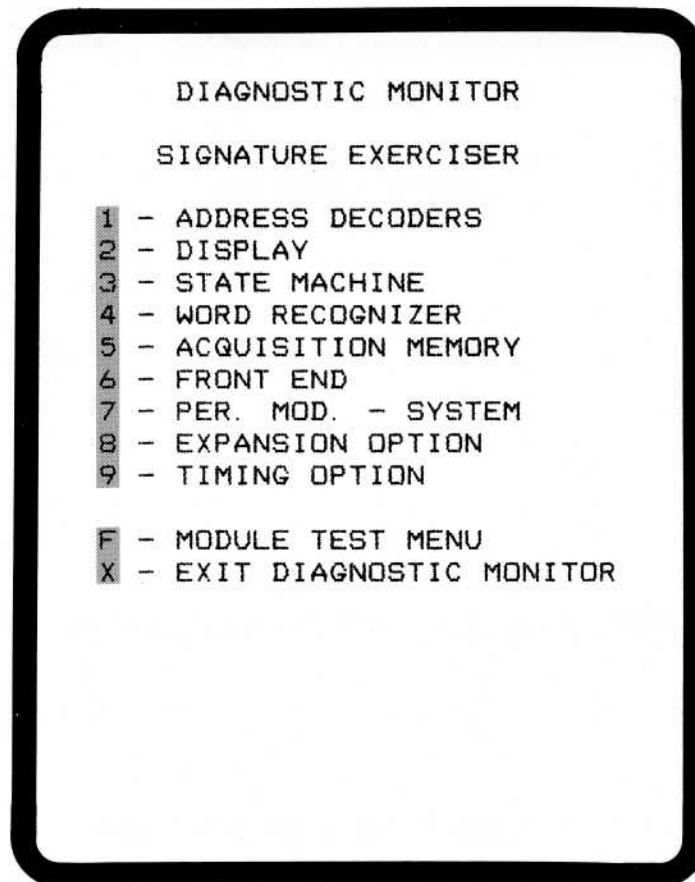 DIAGNOSTIC MONITOR
SIGNATURE EXERCISER
1 - ADDRESS DECODERS
2 - DISPLAY
3 - STATE MACHINE
4 - WORD RECOGNIZER
5 - ACQUISITION MEMORY
6 - FRONT END
7 - PER. MOD. - SYSTEM
8 - EXPANSION OPTION
9 - TIMING OPTION
F - MODULE TEST MENU
X - EXIT DIAGNOSTIC MONITOR